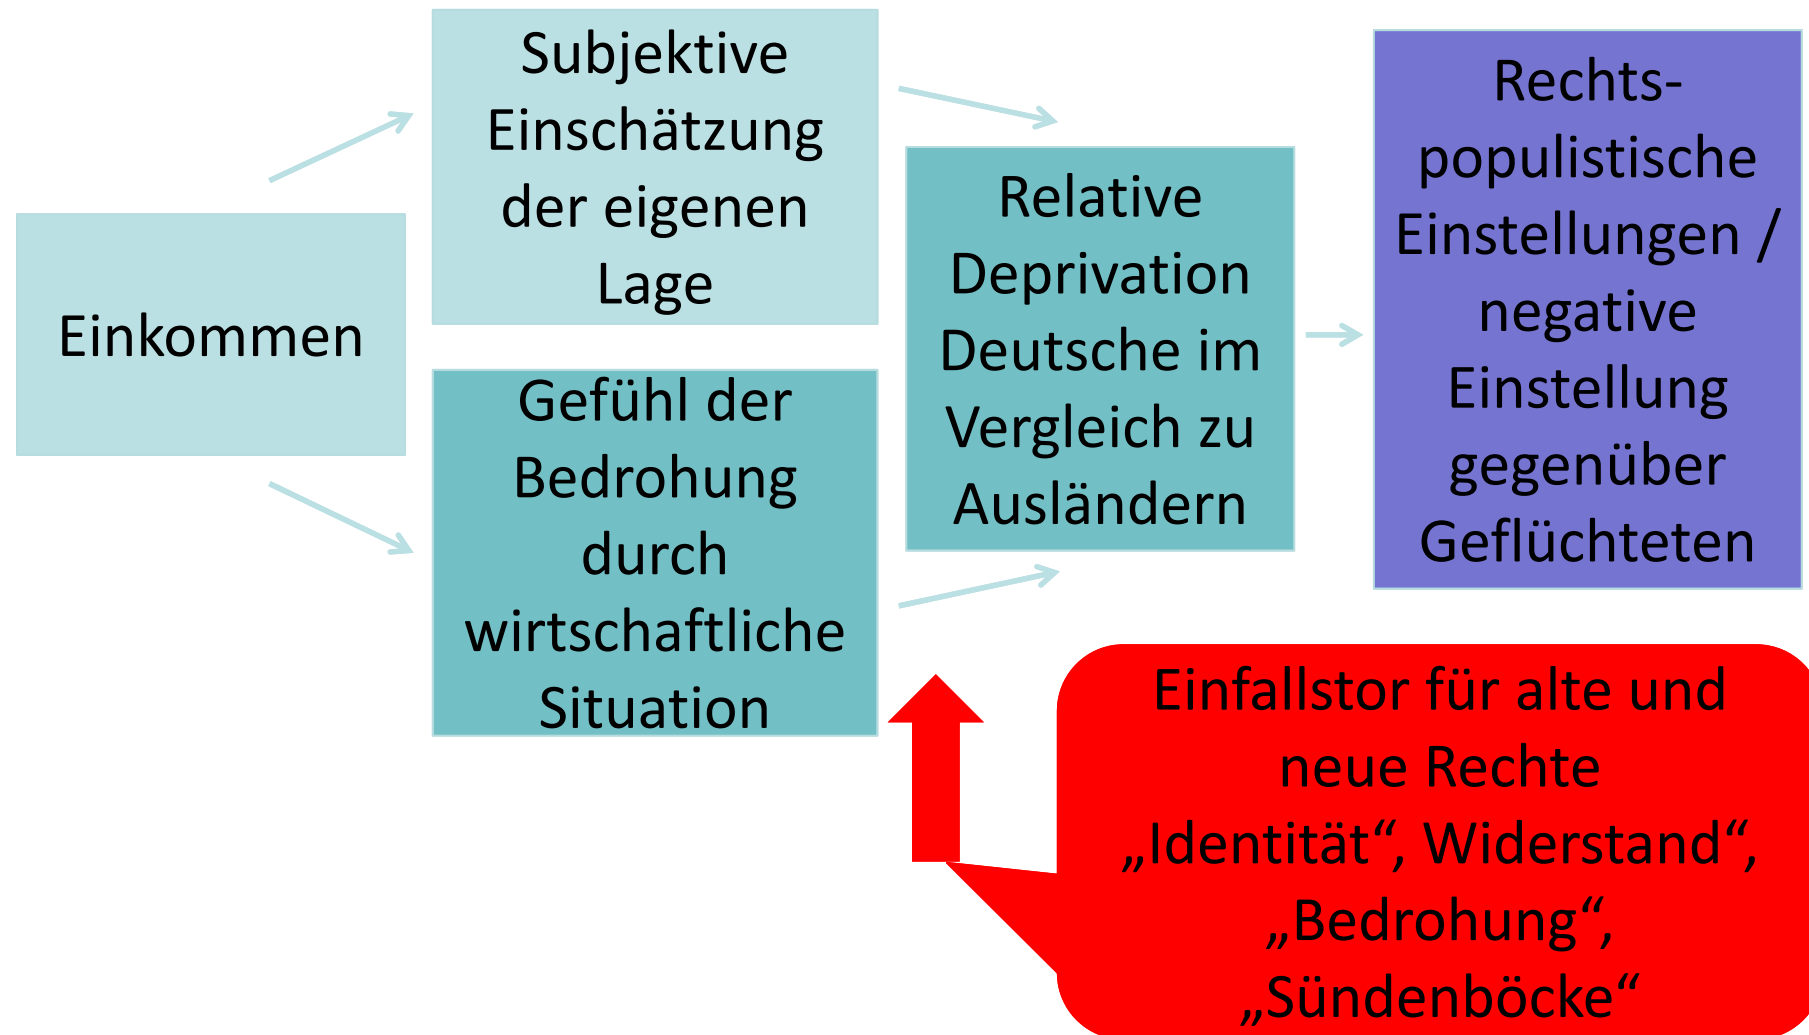 Einkommen
Subjektive
Einschätzung
der eigenen
Lage
Gefühl der
Bedrohung
durch
wirtschaftliche
Situation
Relative
Deprivation
Deutsche im
Vergleich zu
Ausländern
Rechts-
populistische
Einstellungen /
negative
Einstellung
gegenüber
Geflüchteten
Einfallstor für alte und
neue Rechte
„Identität“, Widerstand“,
„Bedrohung“,
„Sündenböcke“